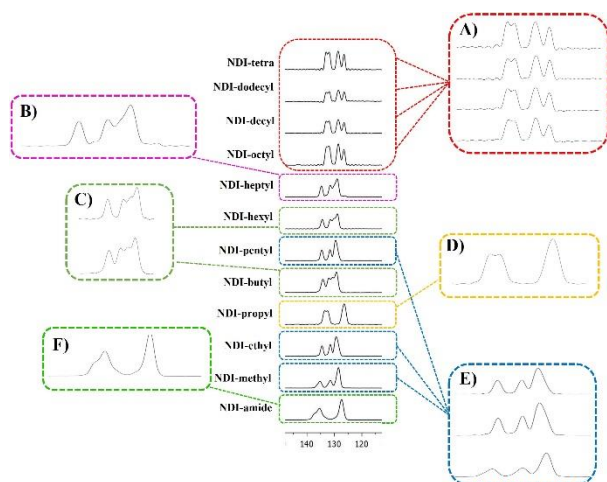 A)
NDI-tetra
NDI-dodecyl
B)
NDI-decyl
NDI-octyl
NDI-heptyl
C)
NDI-hexyl
NDI-pentyl
D)
NDI-butyl
NDI-propyl
F)
NDI-ethyl
E)
NDI-methyl
NDI-amide
140 130 120